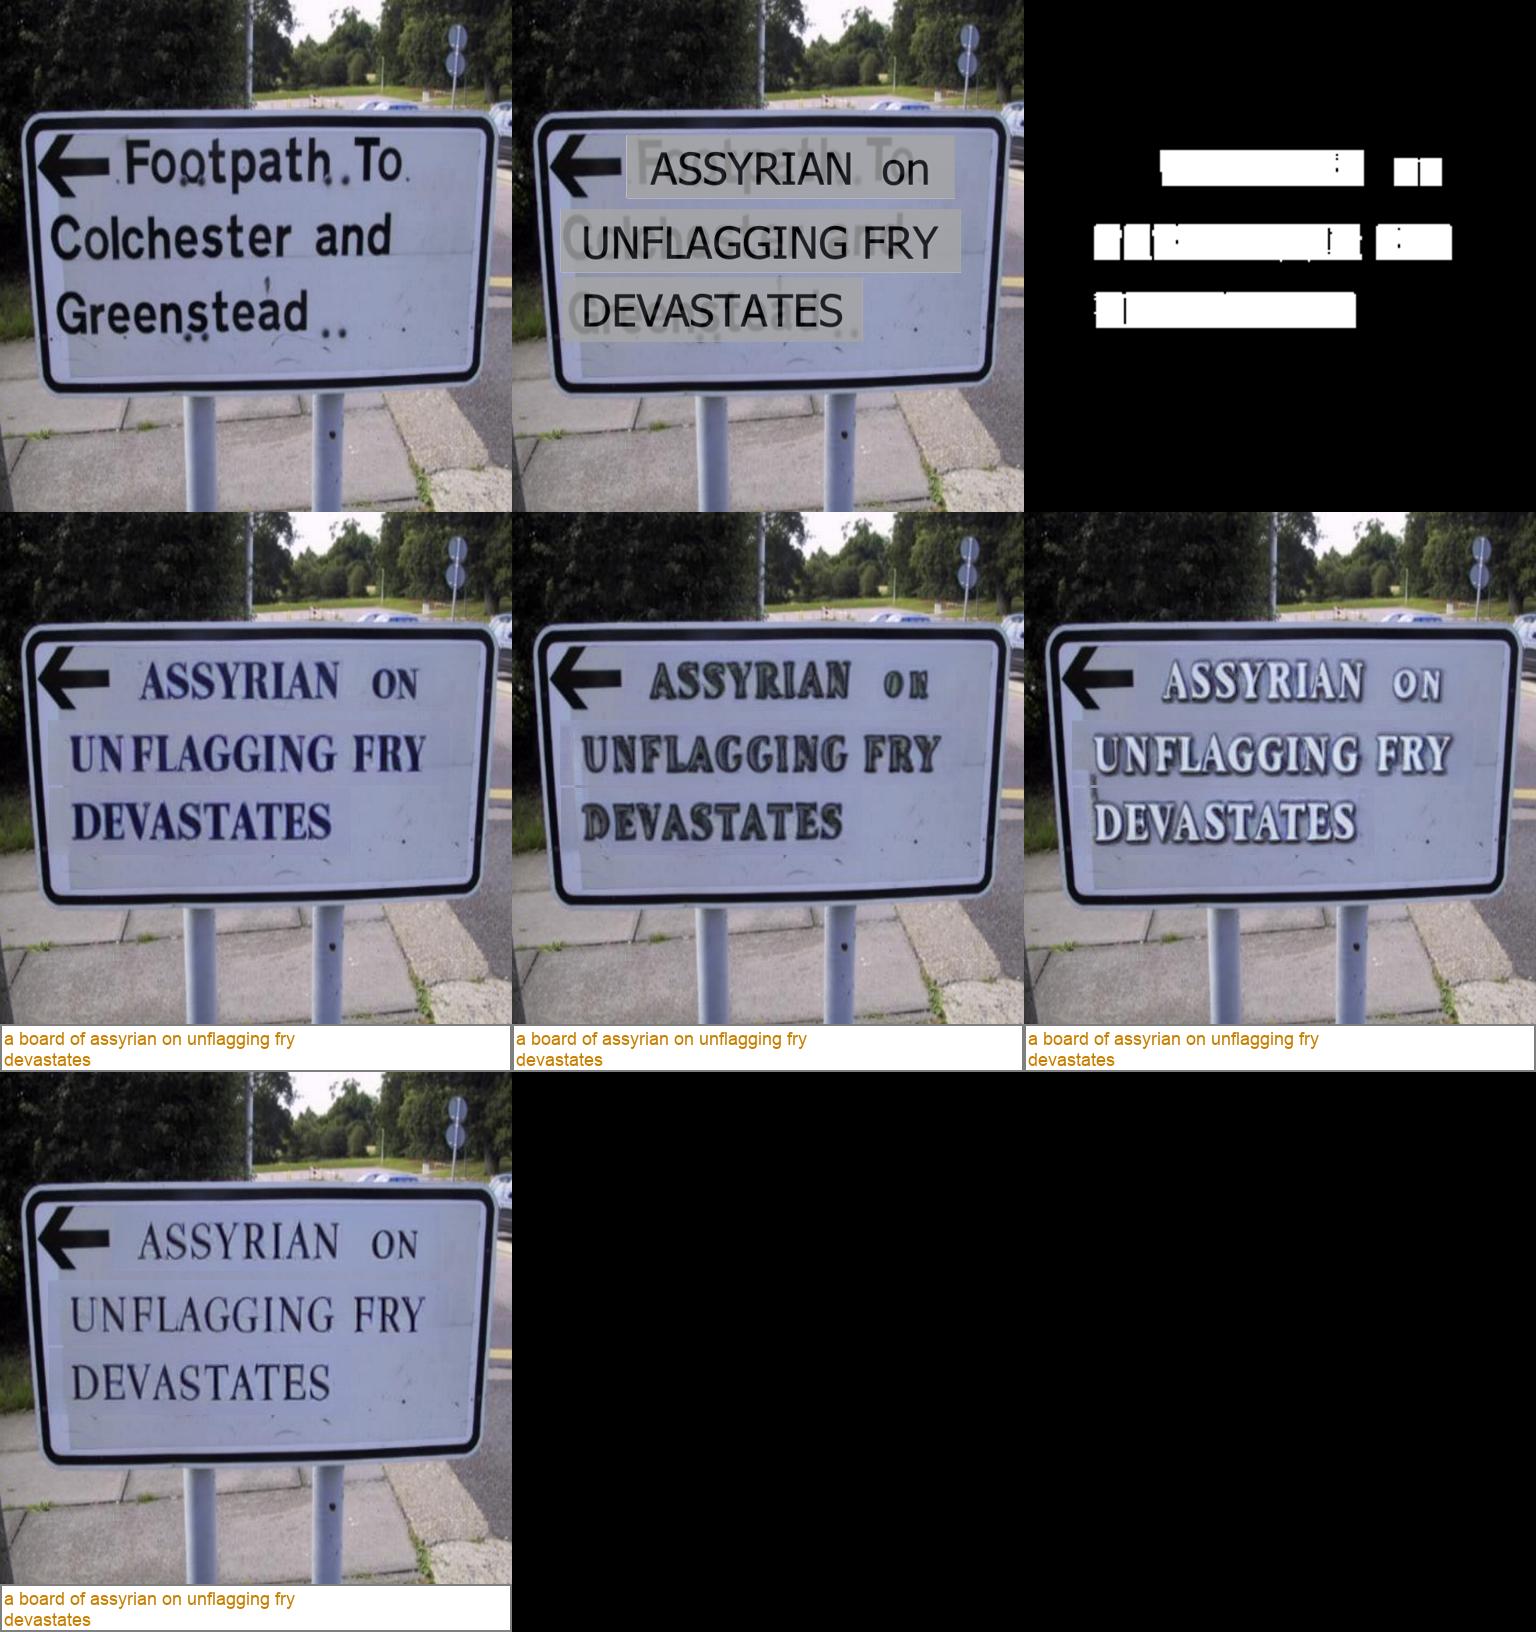 Footpath To.
Colchester and
Greenstead ..
ASSYRIAN on
UNFLAGGING FRY
DEVASTATES
ASSYRIAN ON
UNFLAGGING FRY
DEVASTATES
ASSYRIAN on
UNFLAGGING FRY
DEVASTATES
ASSYRIAN ON
UNFLAGGING FRY
DEVASTATES
a board of assyrian on unflagging fry
devastates
a board of assyrian on unflagging fry
devastates
a board of assyrian on unflagging fry
devastates
ASSYRIAN ON
UNFLAGGING FRY
DEVASTATES
a board of assyrian on unflagging fry
devastates